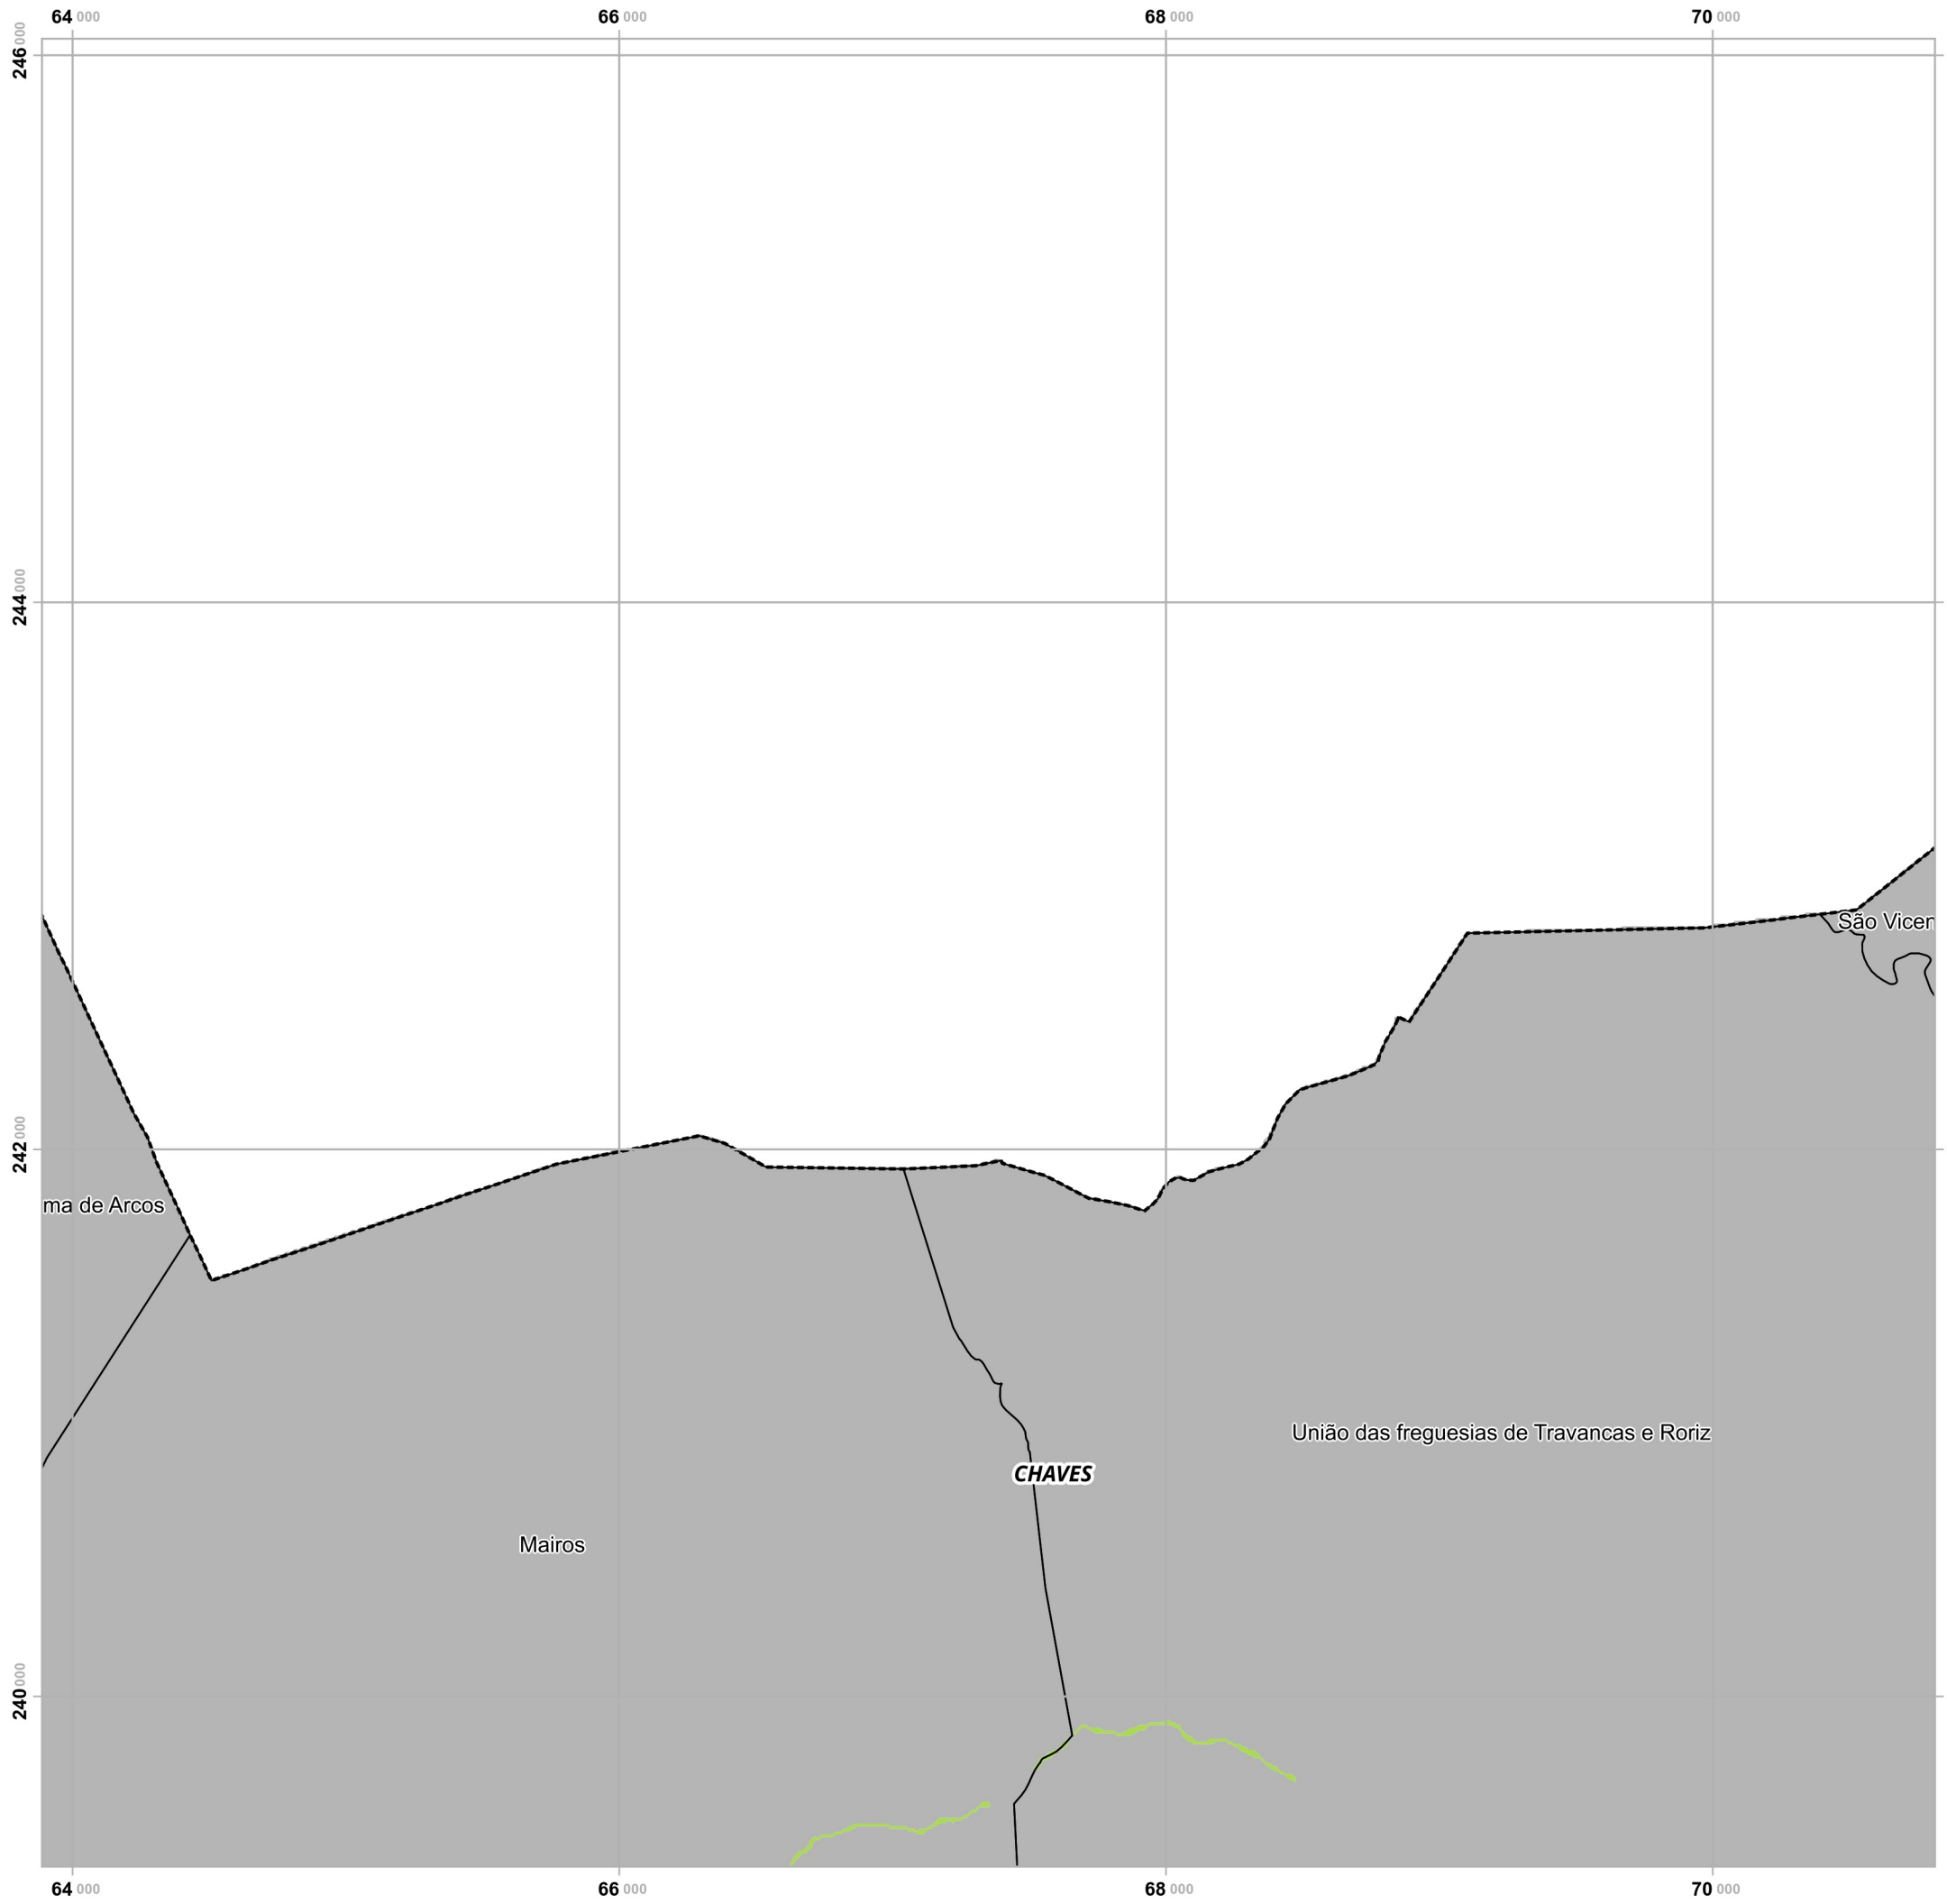 64 000 66 000 68 000 70 000
246 000
244 000
São Vicen
242 000
ma de Arcos
União das freguesias de Travancas e Roriz
CHAVES
Mairos
240 000
64 000 66 000 68 000 70 000